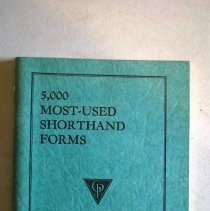 5,000
MOST-USED
SHORTHAND
FORMS